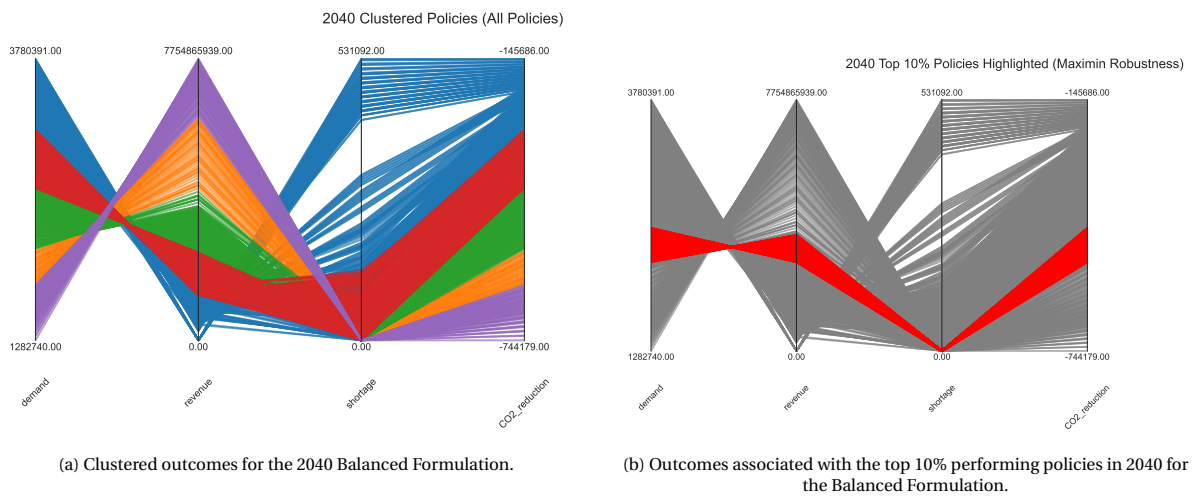 2040 Clustered Policies (All Policies)
3780391.00 7754865939.00 531092.00 -145686.00
1282740.00 0.00 0.00 -744179.00
demand revenue shortage CO2_reduction
(a) Clustered outcomes for the 2040 Balanced Formulation.
2040 Top 10% Policies Highlighted (Maximin Robustness)
3780391.00 7754865939.00 531092.00 -145686.00
1282740.00 0.00 0.00 -744179.00
demand revenue shortage CO2_reduction
(b) Outcomes associated with the top 10% performing policies in 2040 for
the Balanced Formulation.